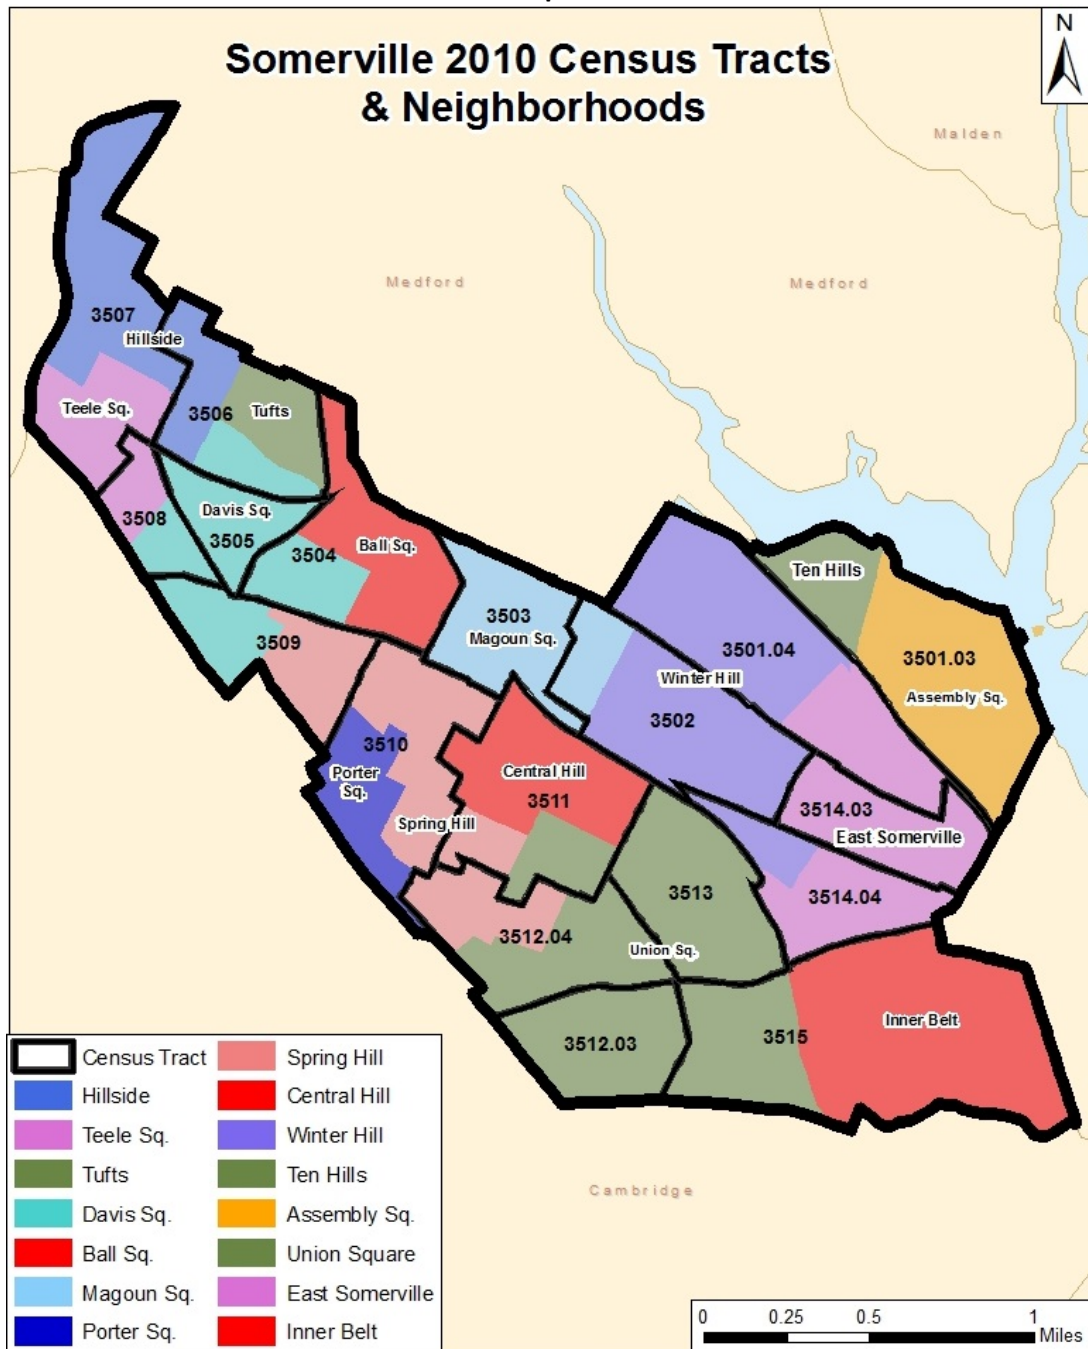 Somerville 2010 Census Tracts
& Neighborhoods
N
Malden
Medford
Medford
3507
Hillside
Teele Sq.
3506
Tufts
3508
Davis Sq.
3505
3504
Ball Sq.
Ten Hills
3503
Magoun Sq.
3509
3501.04
3501.03
Winter Hill
Assembly Sq.
3502
3510
Porter
Sq.
Central Hill
3511
Spring Hill
3514.03
East Somerville
3513
3514.04
3512.04
Union Sq.
Inner Belt
3512.03
3515
Cambridge
Census Tract
Hillside
Teele Sq.
Tufts
Davis Sq.
Ball Sq.
Magoun Sq.
Porter Sq.
Spring Hill
Central Hill
Winter Hill
Ten Hills
Assembly Sq.
Union Square
East Somerville
Inner Belt
0 0.25 0.5 1
Miles